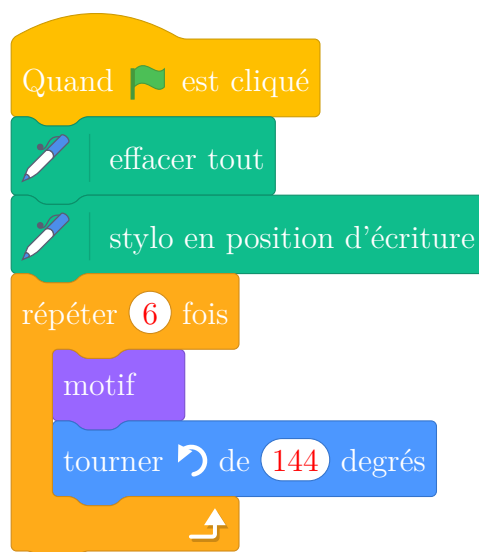 Quand est cliqué
effacer tout
stylo en position d'écriture
répéter 6 fois
motif
tourner de 144 degrés